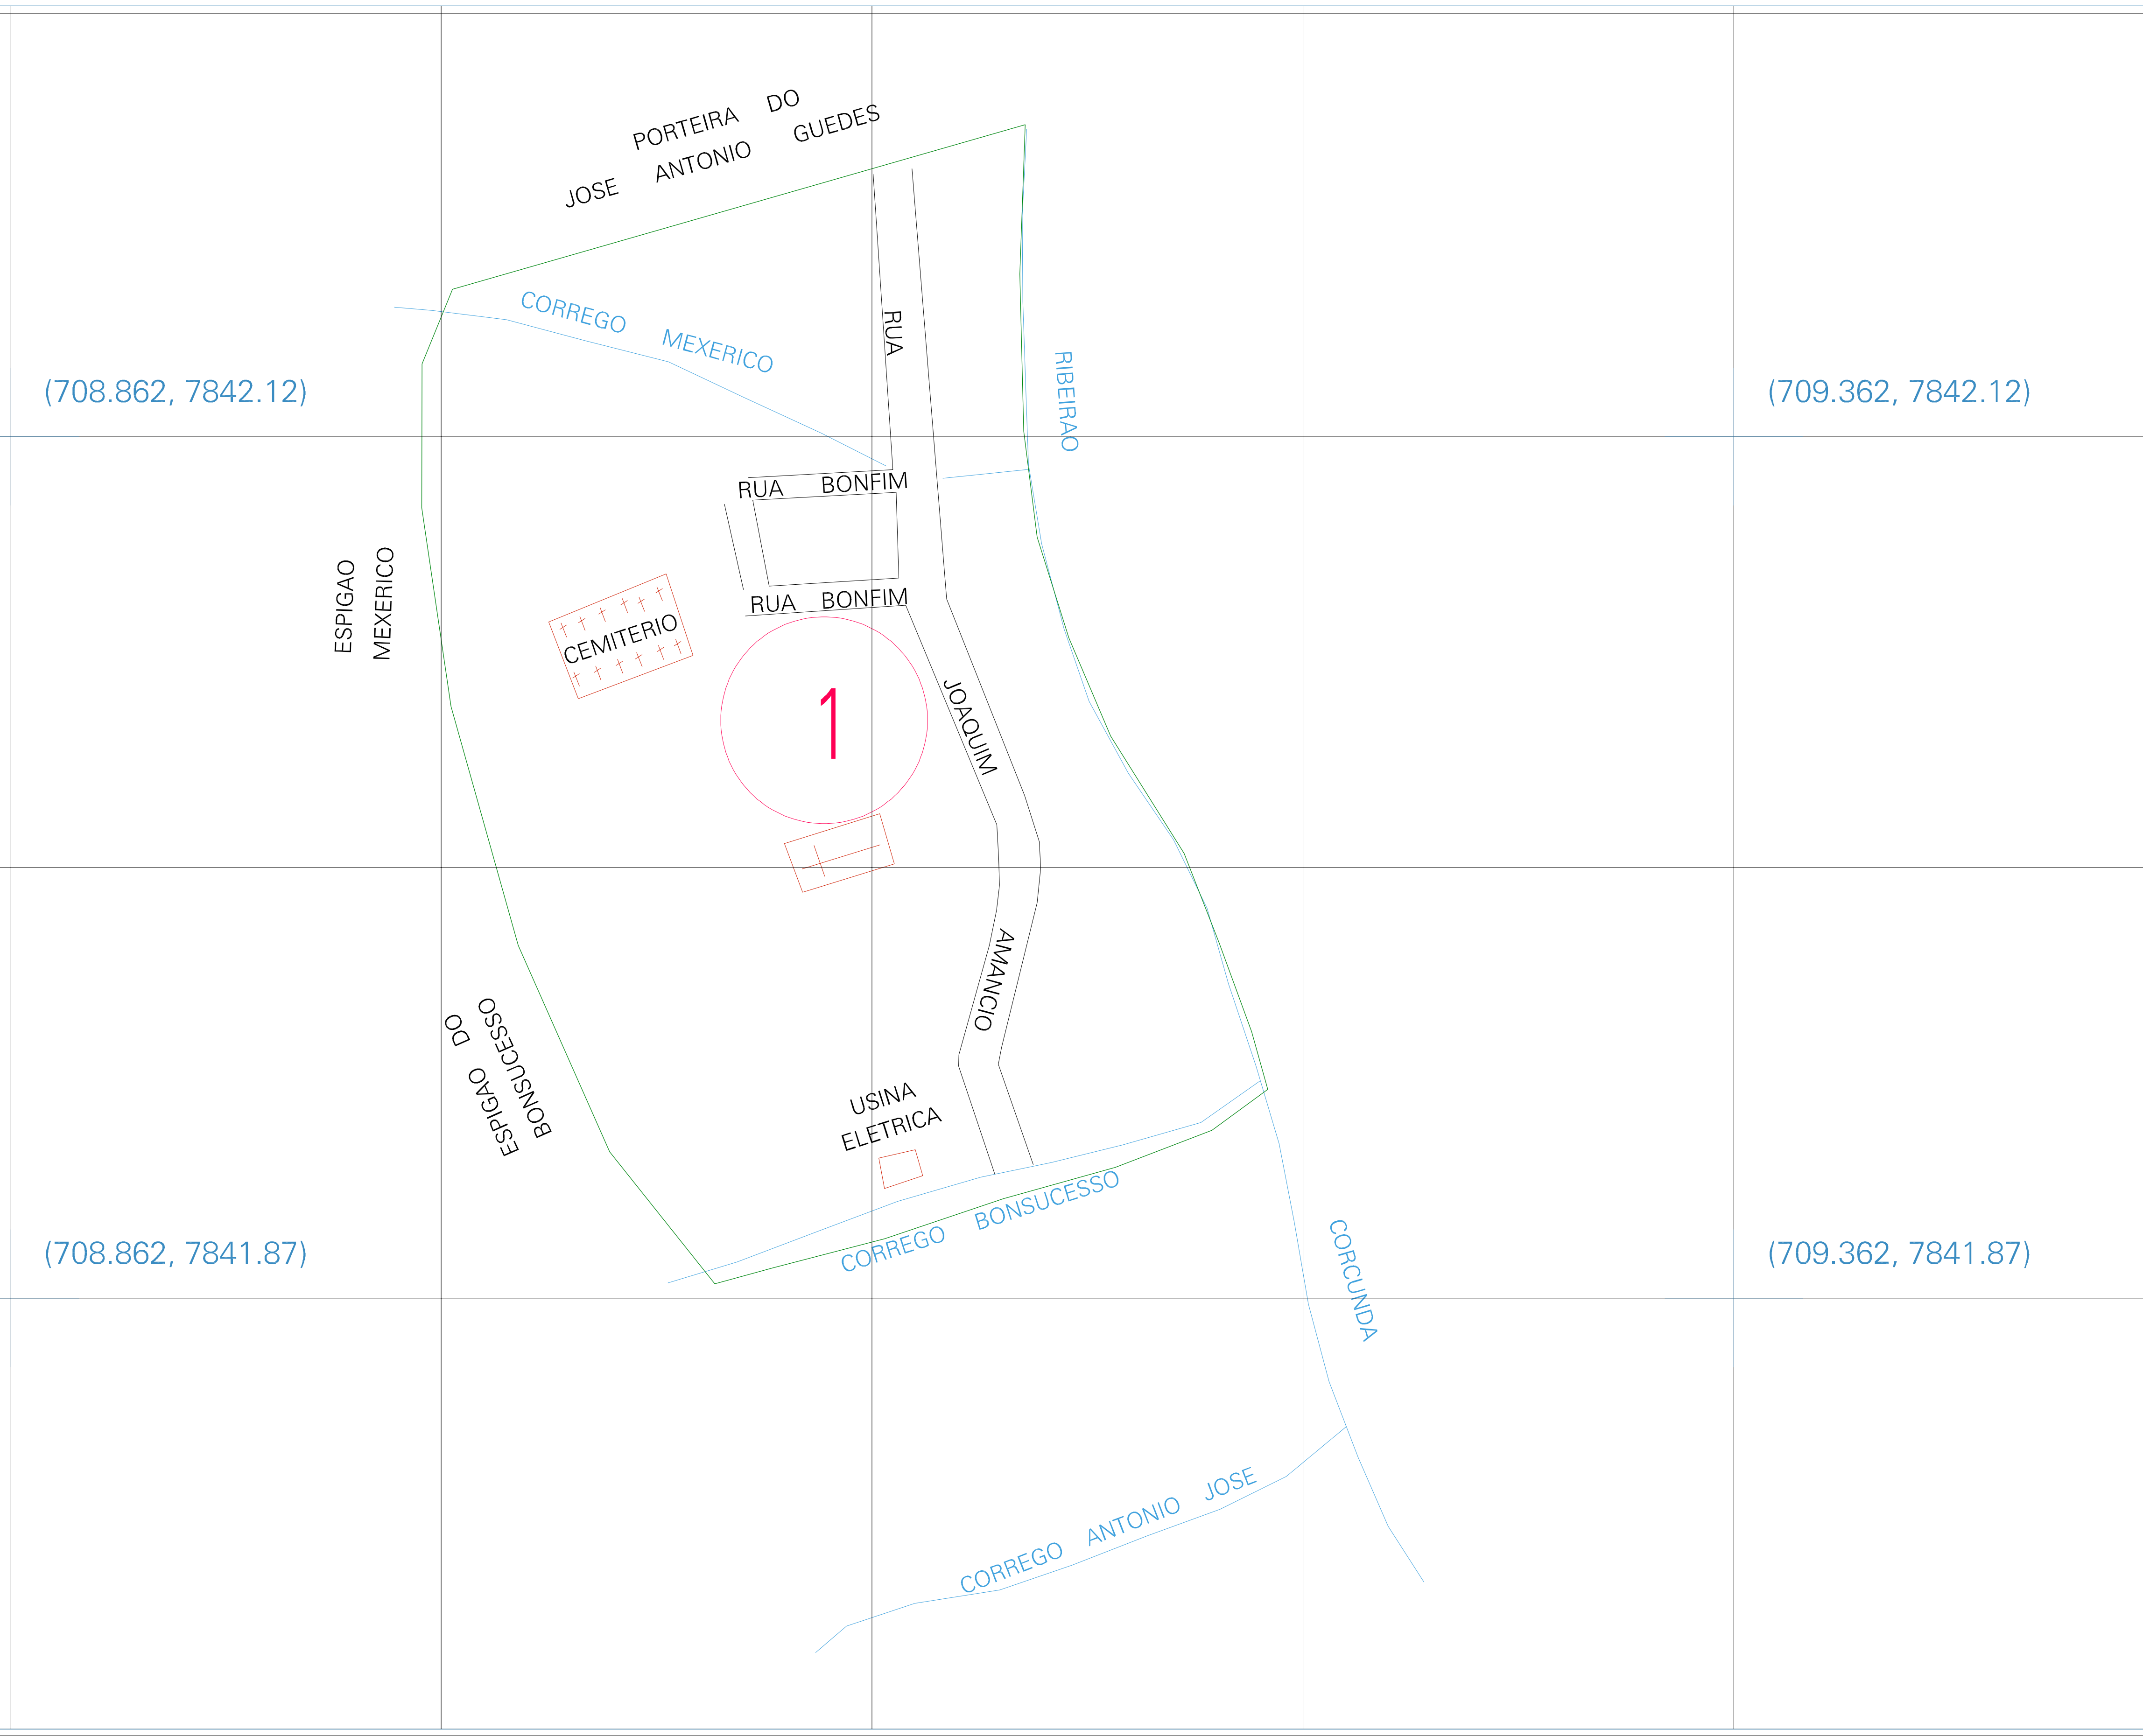 PORTEIRA DO
JOSE ANTONIO GUEDES
CORREGO MEXERICO
RUA
RIBEIRAO
(708.862, 7842.12)
(709.362, 7842.12)
RUA BONFIM
ESPIGAO
MEXERICO
RUA BONFIM
CEMITERIO
1
JOAQUIM
AMANCIO
ESPIGAO DO
BONSUCESSO
USINA
ELETRICA
CORREGO BONSUCESSO
(708.862, 7841.87)
(709.362, 7841.87)
CORCUNDA
CORREGO ANTONIO JOSE